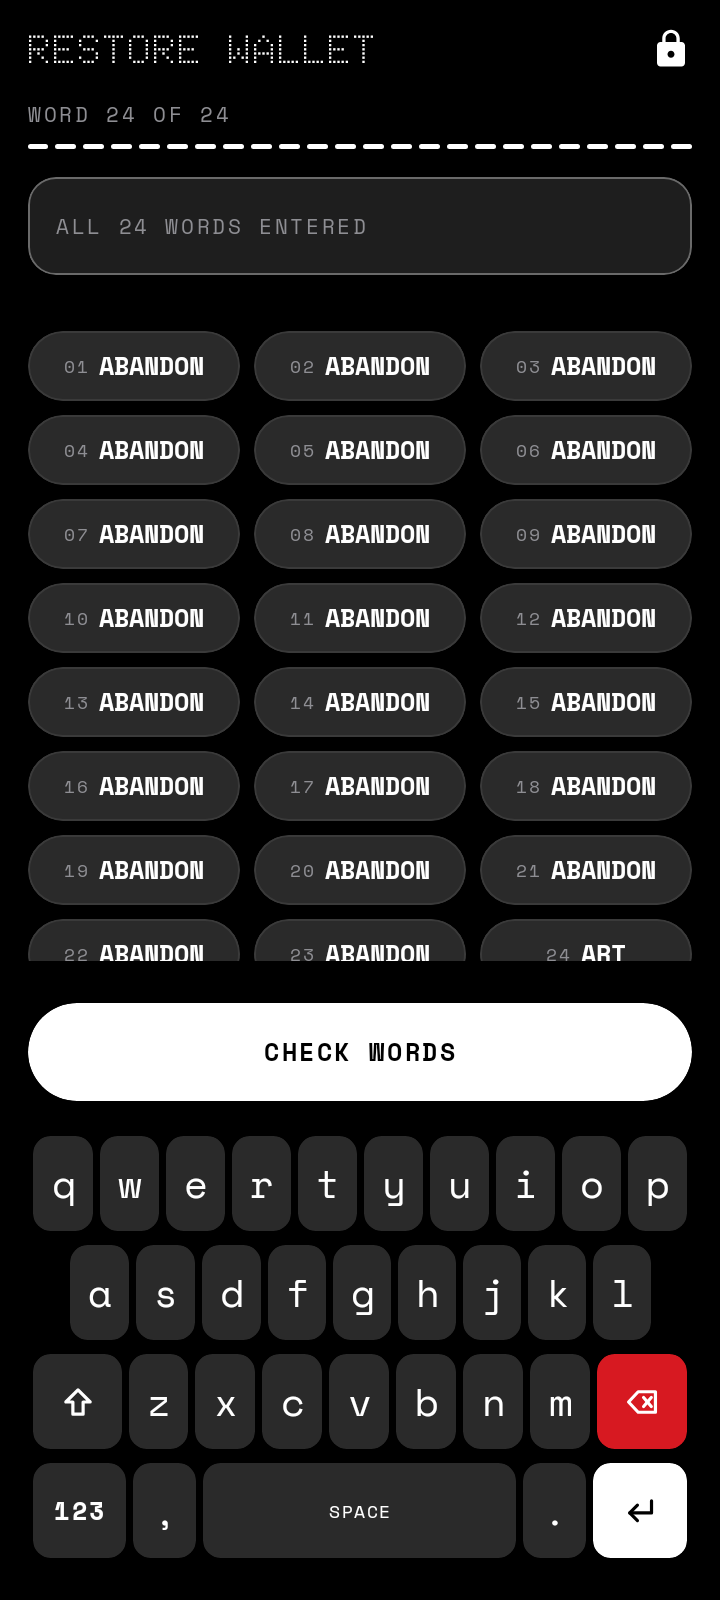 RESTORE WALLET
WORD 24 OF 24
ALL 24 WORDS ENTERED
01 ABANDON 02 ABANDON 03 ABANDON
04 ABANDON 05 ABANDON 06 ABANDON
07 ABANDON 08 ABANDON 09 ABANDON
10 ABANDON 11 ABANDON 12 ABANDON
13 ABANDON 14 ABANDON 15 ABANDON
16 ABANDON 17 ABANDON 18 ABANDON
19 ABANDON 20 ABANDON 21 ABANDON
22 ABANDON 23 ABANDON 24 ART
CHECK WORDS
q w e r t y u i o p
a s d f g h j k l
z x c v b n m
123 , SPACE .